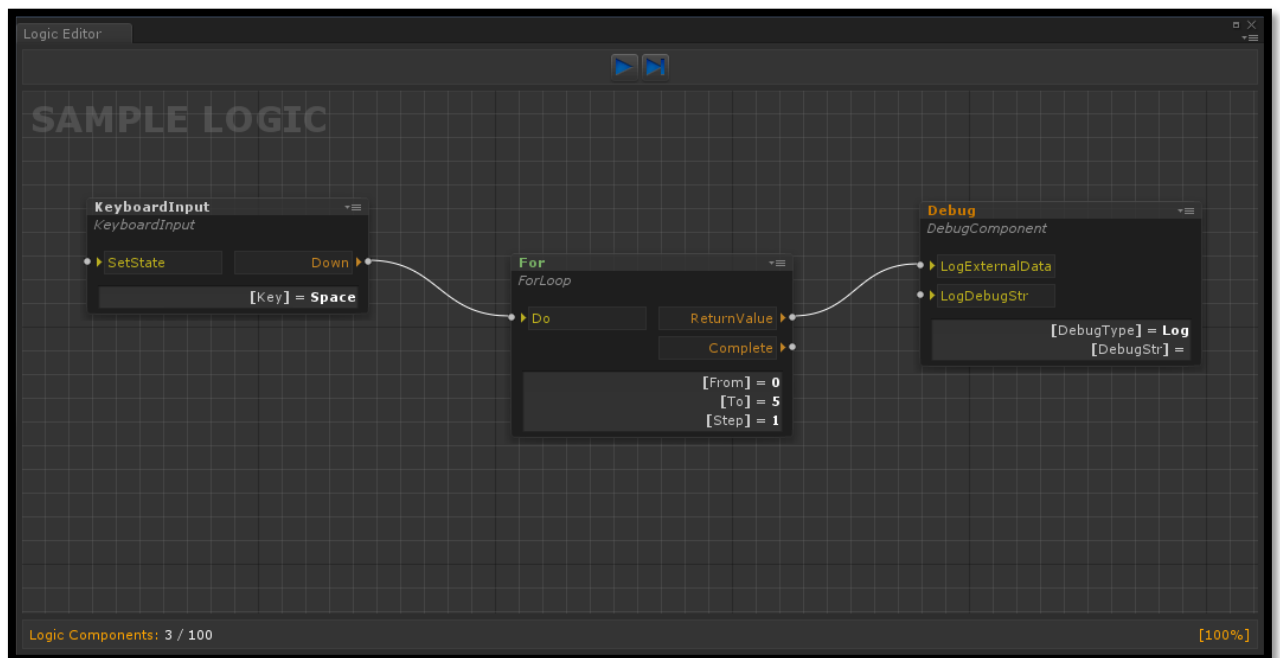 Logic Editor
SAMPLE LOGIC
KeyboardInput
KeyboardInput
SetState Down
[Key] = Space
For
ForLoop
Do ReturnValue
Complete
[From] = 0
[To] = 5
[Step] = 1
Debug
DebugComponent
LogExternalData
LogDebugStr
[DebugType] = Log
[DebugStr] =
Logic Components: 3 / 100 [100%]